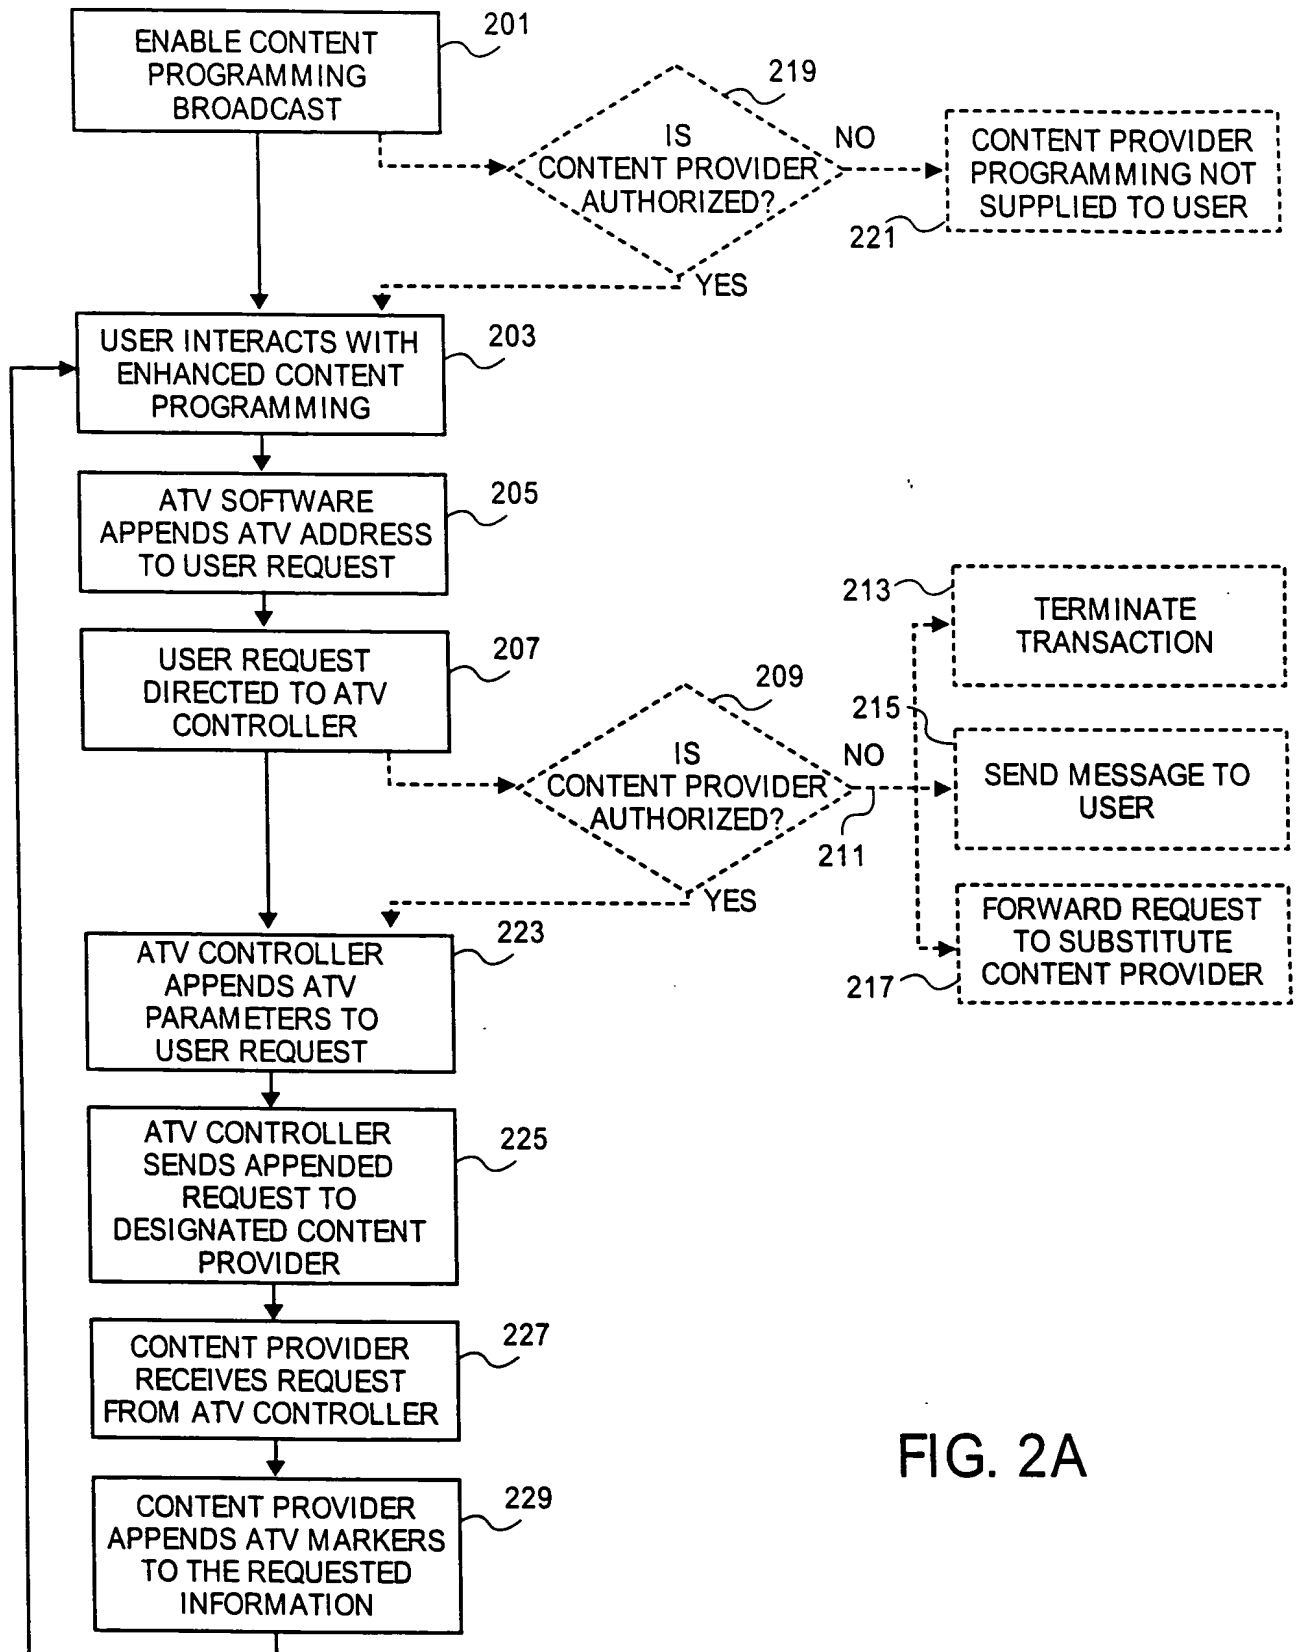 ENABLE CONTENT
PROGRAMMING
BROADCAST
201
219
IS
CONTENT PROVIDER
AUTHORIZED?
NO
YES
CONTENT PROVIDER
PROGRAMMING NOT
SUPPLIED TO USER
221
USER INTERACTS WITH
ENHANCED CONTENT
PROGRAMMING
203
ATV SOFTWARE
APPENDS ATV ADDRESS
TO USER REQUEST
205
USER REQUEST
DIRECTED TO ATV
CONTROLLER
207
209
IS
CONTENT PROVIDER
AUTHORIZED?
NO
211
YES
213
TERMINATE
TRANSACTION
215
SEND MESSAGE TO
USER
FORWARD REQUEST
TO SUBSTITUTE
CONTENT PROVIDER
217
ATV CONTROLLER
APPENDS ATV
PARAMETERS TO
USER REQUEST
223
ATV CONTROLLER
SENDS APPENDED
REQUEST TO
DESIGNATED CONTENT
PROVIDER
225
CONTENT PROVIDER
RECEIVES REQUEST
FROM ATV CONTROLLER
227
CONTENT PROVIDER
APPENDS ATV MARKERS
TO THE REQUESTED
INFORMATION
229
FIG. 2A